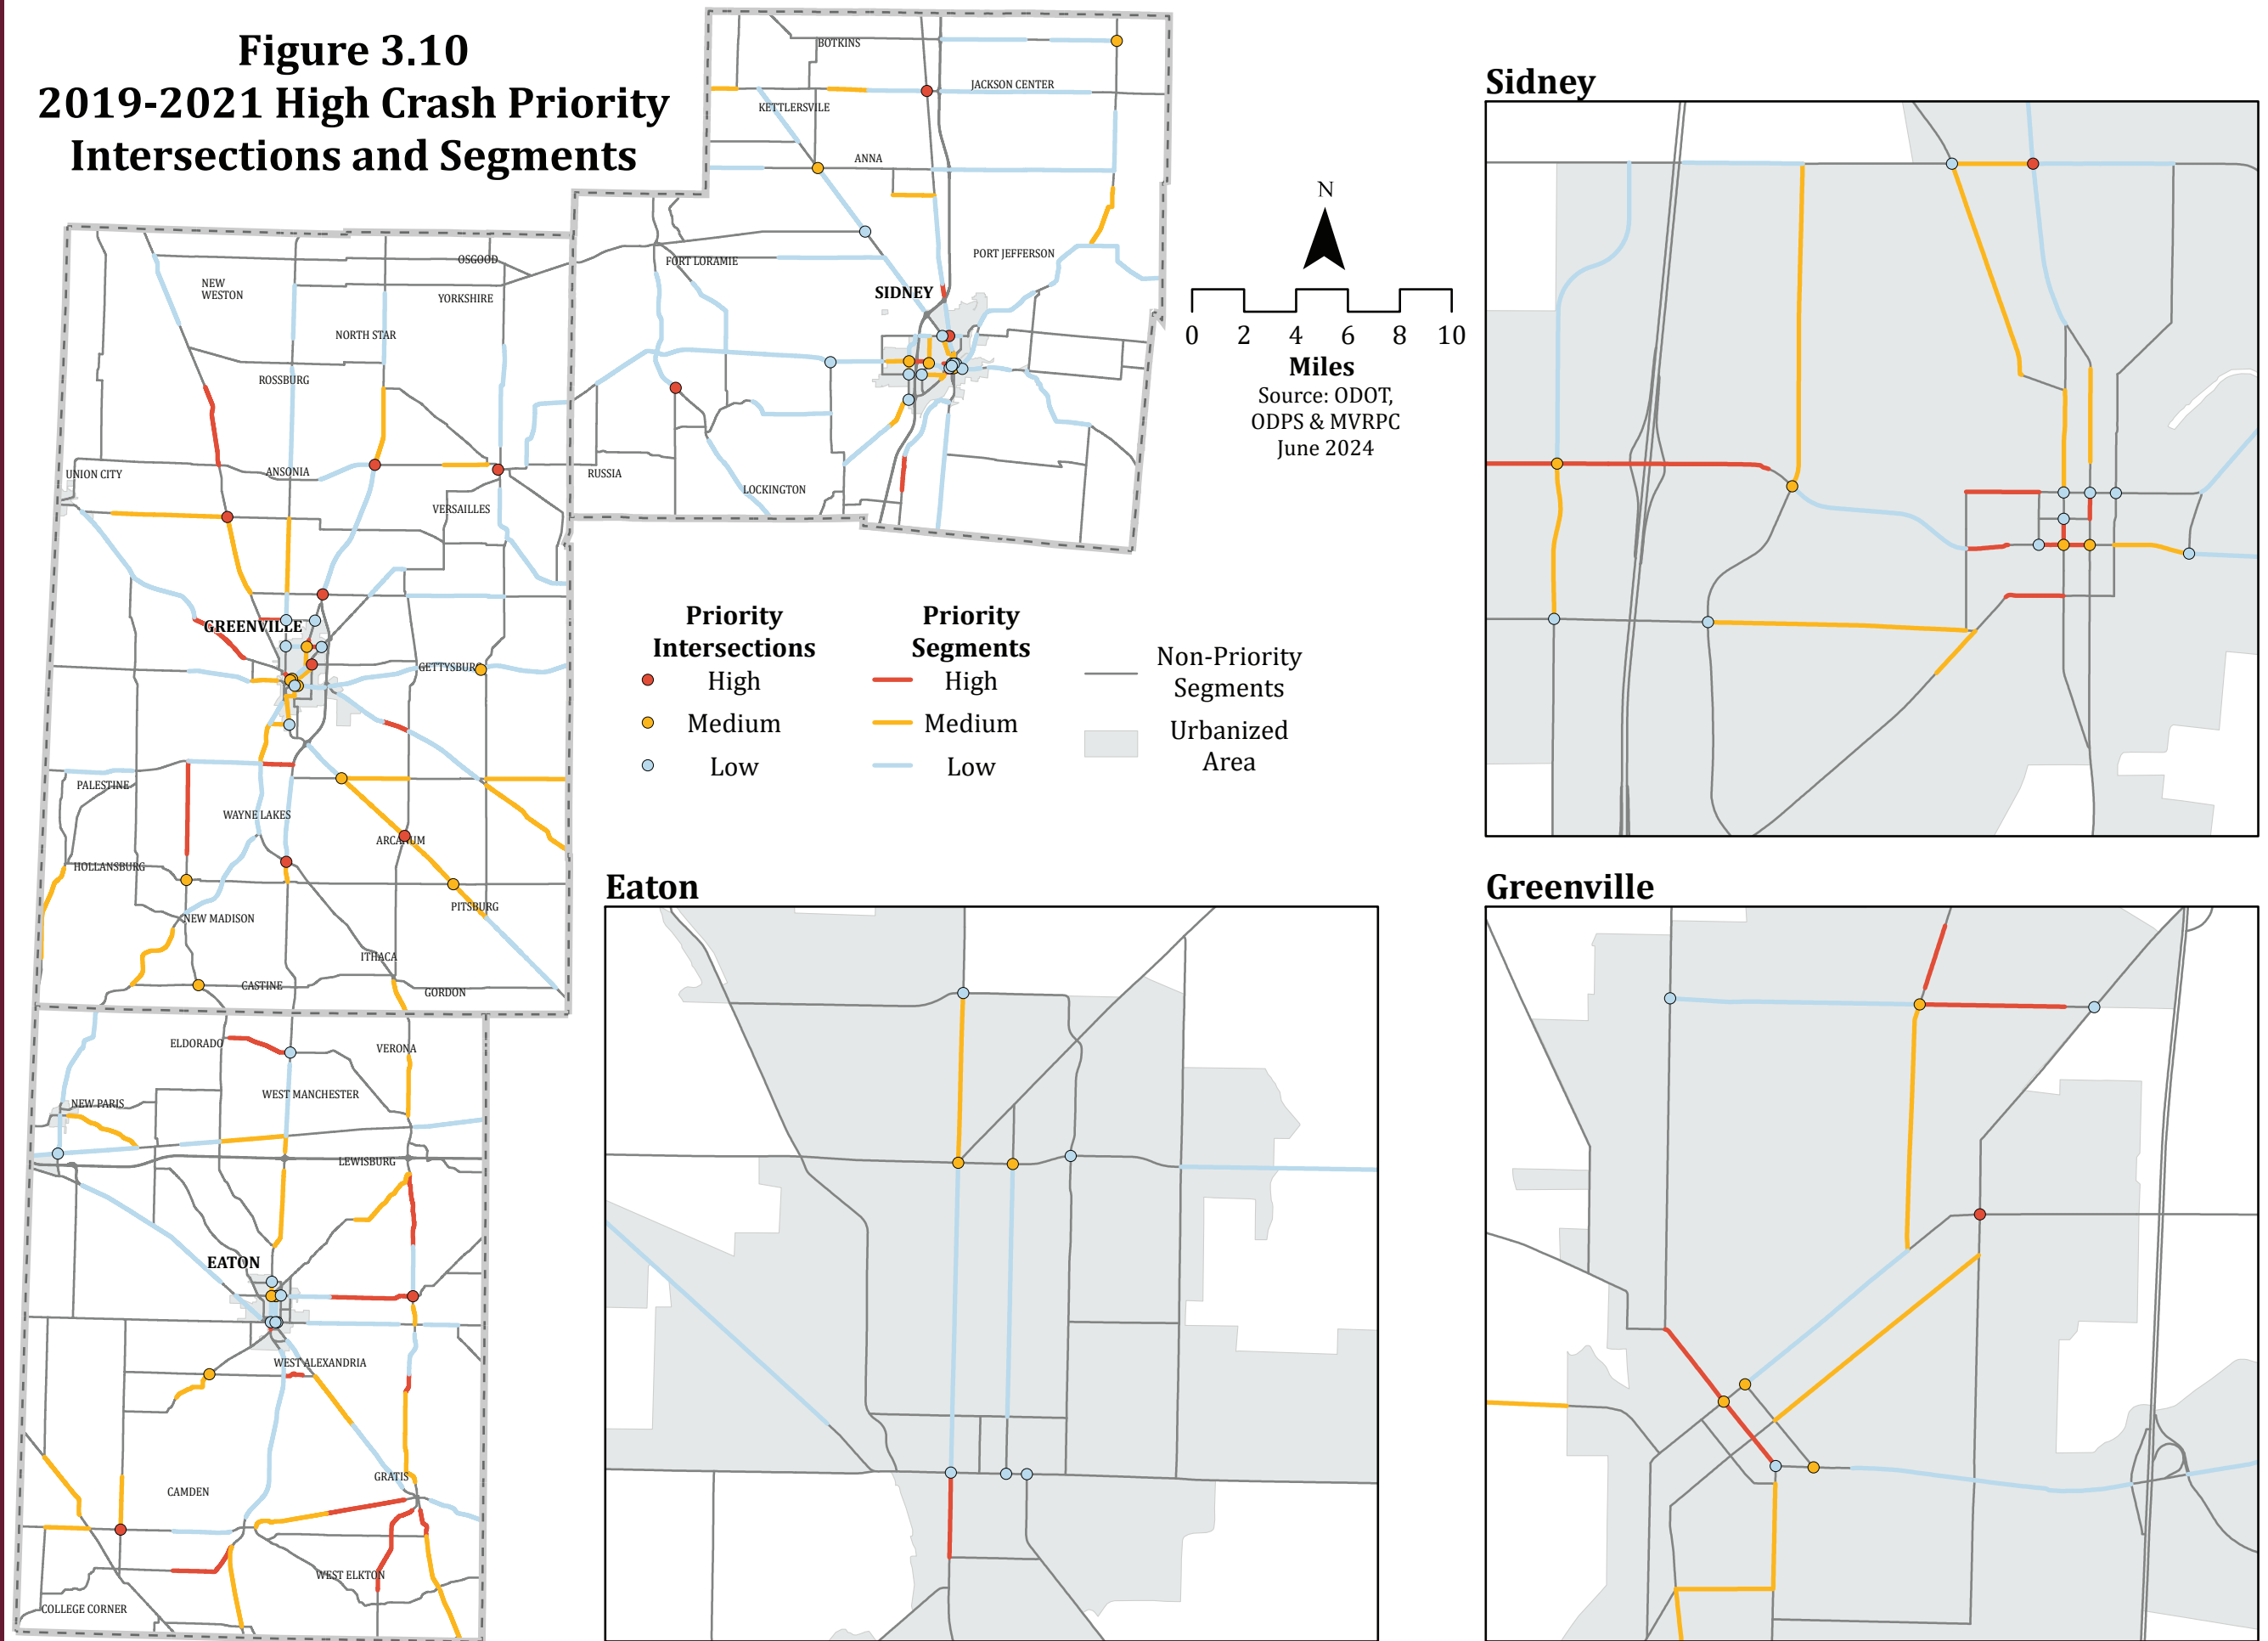 Figure 3.10
2019-2021 High Crash Priority
Intersections and Segments
BOTKINS
JACKSON CENTER
KETTLERSVILE
ANNA
FORT LORAMIE
PORT JEFFERSON
SIDNEY
RUSSIA
LOCKINGTON
N
0 2 4 6 8 10
Miles
Source: ODOT,
ODPS & MVRPC
June 2024
OSGOOD
NEW
WESTON
YORKSHIRE
NORTH STAR
ROSSBURG
UNION CITY
ANSONIA
VERSAILLES
GREENVILLE
GETTYSBURG
PALESTINE
WAYNE LAKES
ARCANUM
HOLLANSBURG
PITSBURG
NEW MADISON
ITHACA
CASTINE
GORDON
ELDORADO
VERONA
WEST MANCHESTER
NEW PARIS
LEWISBURG
EATON
WEST ALEXANDRIA
GRATIS
CAMDEN
WEST ELKTON
COLLEGE CORNER
Priority
Intersections
High
Medium
Low
Priority
Segments
High
Medium
Low
Non-Priority
Segments
Urbanized
Area
Sidney
Eaton
Greenville